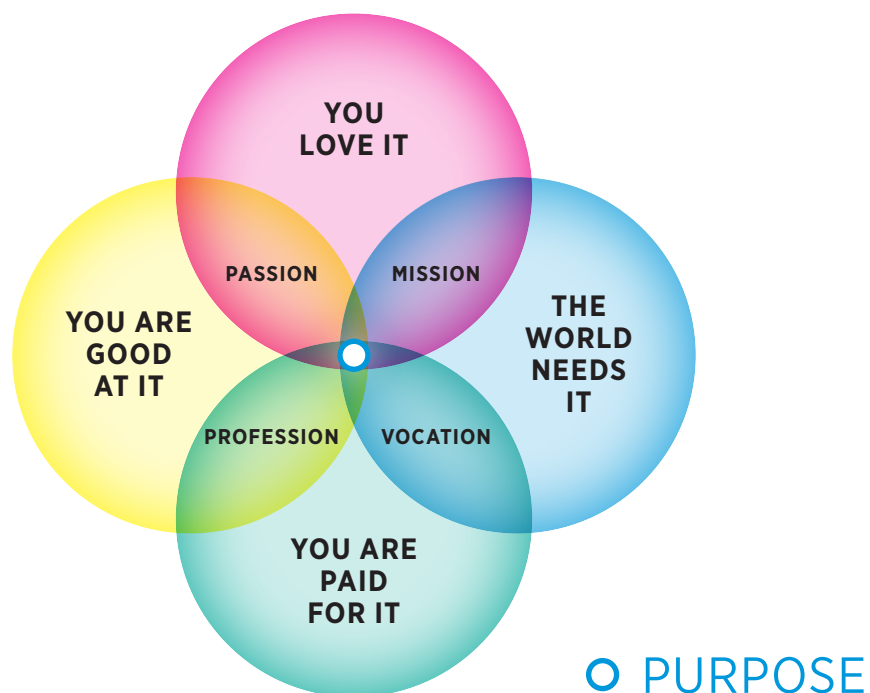 YOU
LOVE IT
PASSION
MISSION
YOU ARE
GOOD
AT IT
THE
WORLD
NEEDS
IT
PROFESSION
VOCATION
YOU ARE
PAID
FOR IT
PURPOSE